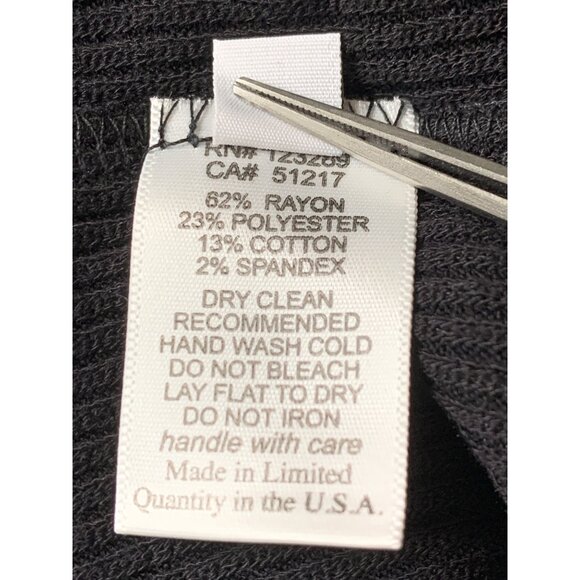 RN# 123269
CA# 51217
62% RAYON
23% POLYESTER
13% COTTON
2% SPANDEX
DRY CLEAN
RECOMMENDED
HAND WASH COLD
DO NOT BLEACH
LAY FLAT TO DRY
DO NOT IRON
handle with care
Made in Limited
Quantity in the U.S.A.